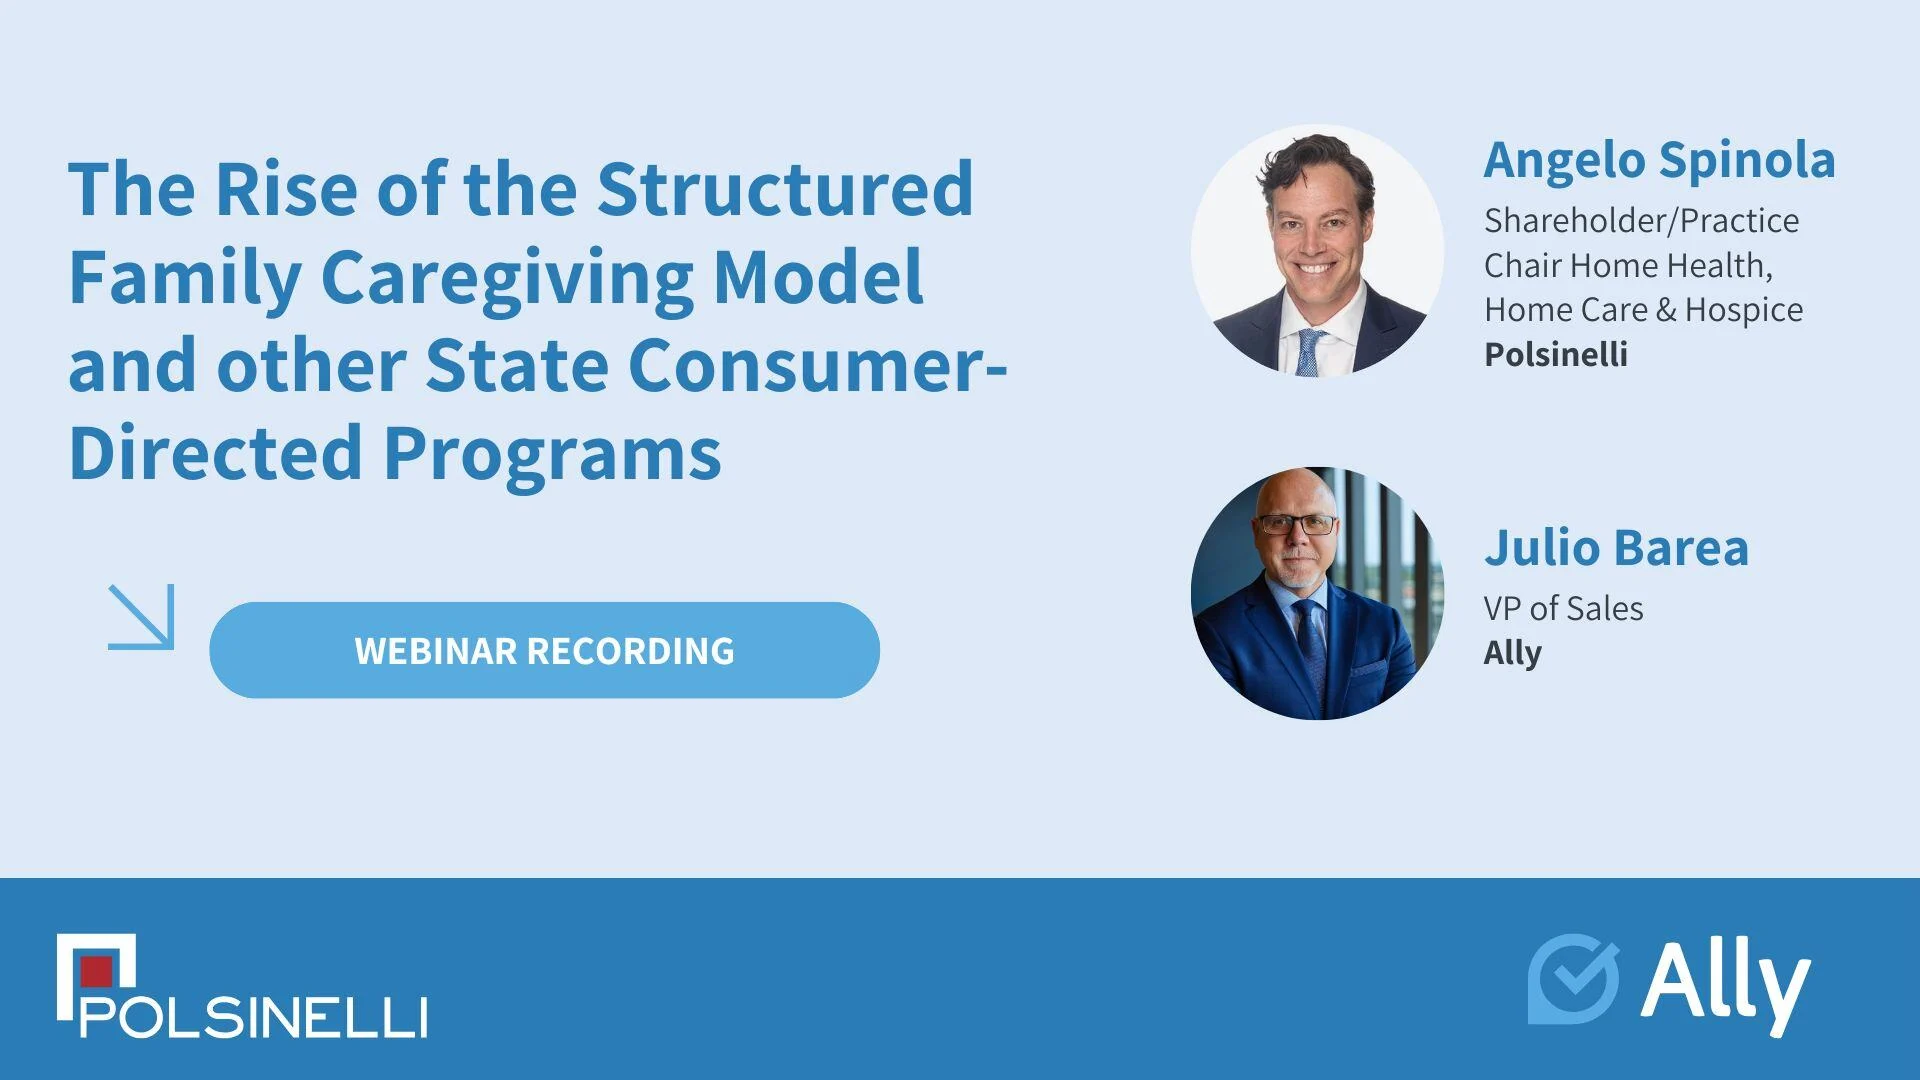 The Rise of the Structured
Family Caregiving Model
and other State Consumer-
Directed Programs
WEBINAR RECORDING
Angelo Spinola
Shareholder/Practice
Chair Home Health,
Home Care & Hospice
Polsinelli
Julio Barea
VP of Sales
Ally
POLSINELLI
Ally